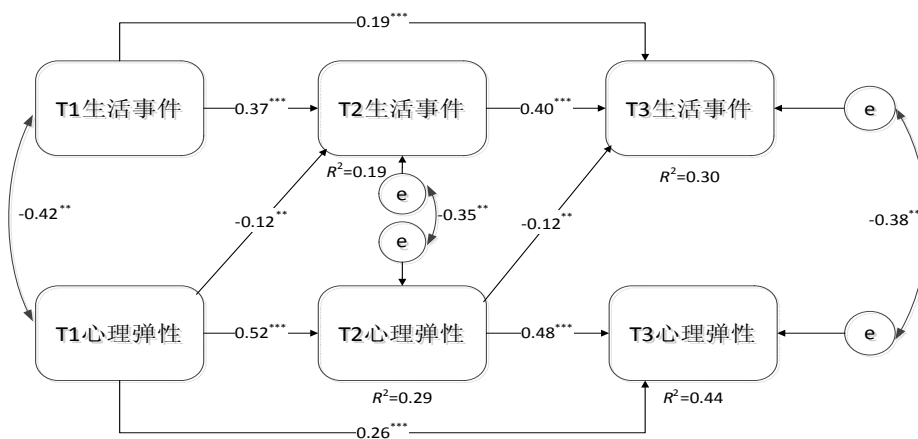 0.19***
T1生活事件
0.37***
T2生活事件
0.40***
T3生活事件
e
R²=0.19
R²=0.30
e
-0.42**
-0.12**
-0.35**
-0.12**
-0.38**
e
T1心理弹性
0.52***
T2心理弹性
0.48***
T3心理弹性
e
R²=0.29
R²=0.44
0.26***